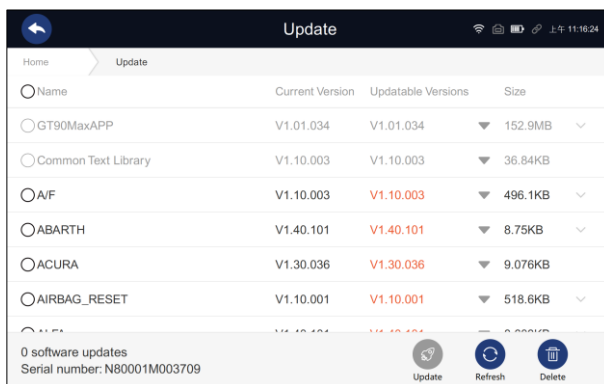 Update
上午 11:16:24
Home Update
Name Current Version Updatable Versions Size
GT90MaxAPP V1.01.034 V1.01.034 152.9MB
Common Text Library V1.10.003 V1.10.003 36.84KB
A/F V1.10.003 V1.10.003 496.1KB
ABARTH V1.40.101 V1.40.101 8.75KB
ACURA V1.30.036 V1.30.036 9.076KB
AIRBAG_RESET V1.10.001 V1.10.001 518.6KB
0 software updates
Serial number: N80001M003709
Update Refresh Delete